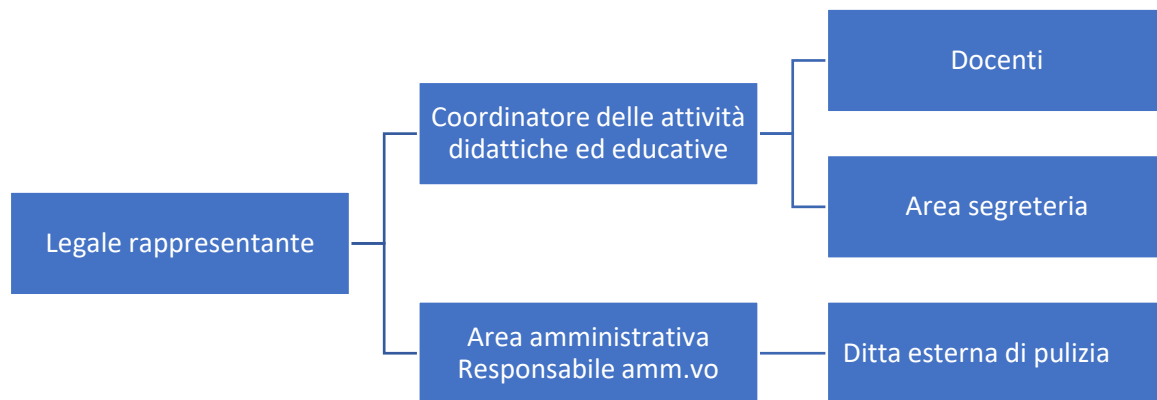 Docenti
Coordinatore delle attività
didattiche ed educative
Area segreteria
Legale rappresentante
Area amministrativa
Responsabile amm.vo
Ditta esterna di pulizia